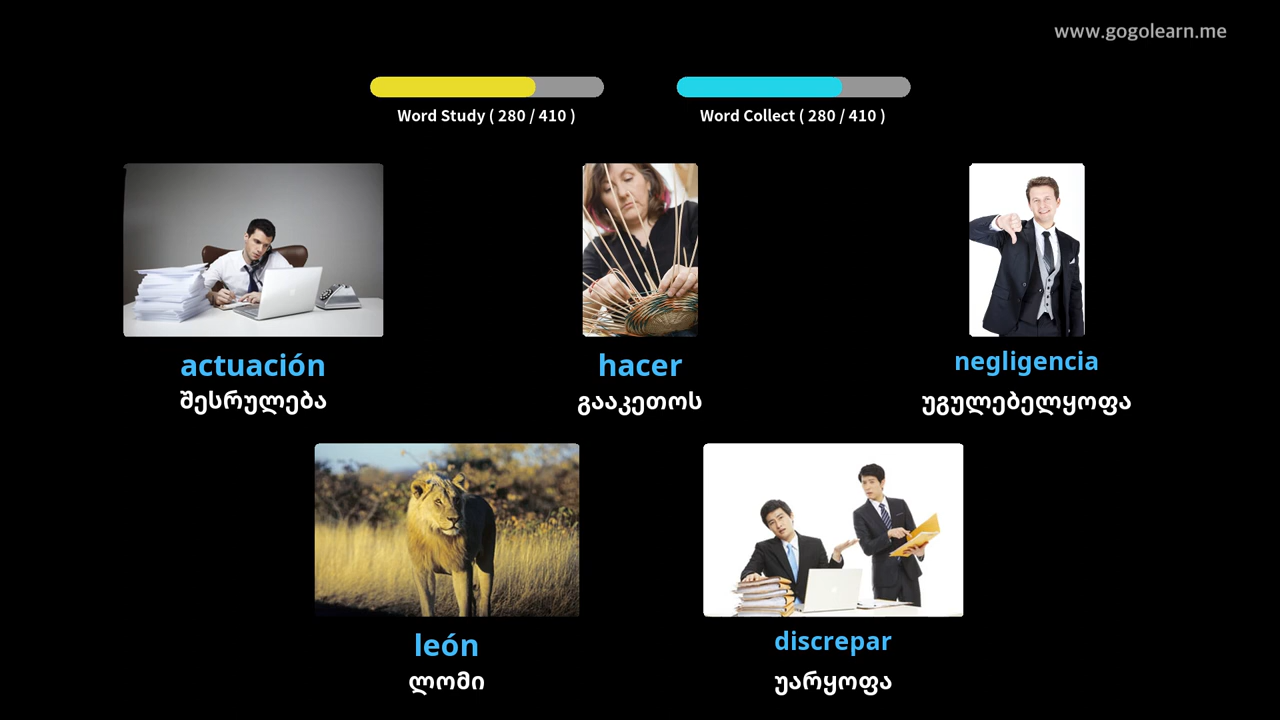 www.gogolearn.me
Word Study ( 280 / 410 )
Word Collect ( 280 / 410 )
actuación
შესრულება
hacer
გააკეთოს
negligencia
უგულებელყოფა
león
ლომი
discrepar
უარყოფა